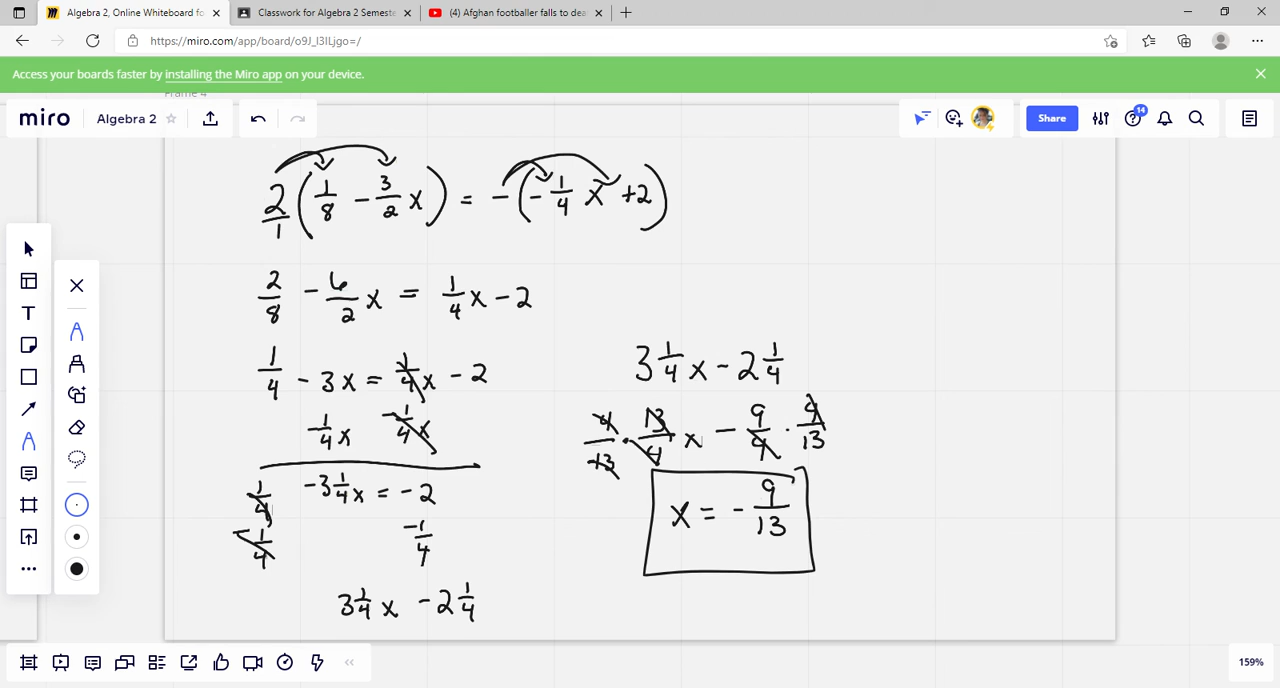 Algebra 2, Online Whiteboard fo
Classwork for Algebra 2 Semeste
(4) Afghan footballer falls to dea
https://miro.com/app/board/o9J_l3ILjgo=/
Access your boards faster by installing the Miro app on your device.
Frame 4
miro Algebra 2 Share 14
2/1 (1/8 - 3/2 x) = -(-1/4 x + 2)
2/8 - 6/2 x = 1/4 x - 2
1/4 - 3x = 1/4 x - 2
-1/4 x -1/4 x
1/4 -3 1/4 x = -2
-1/4 -1/4
3 1/4 x - 2 1/4
3 1/4 x - 2 1/4
4/13 · 13/4 x - 9/4 · 9/13
x = - 9/13
159%